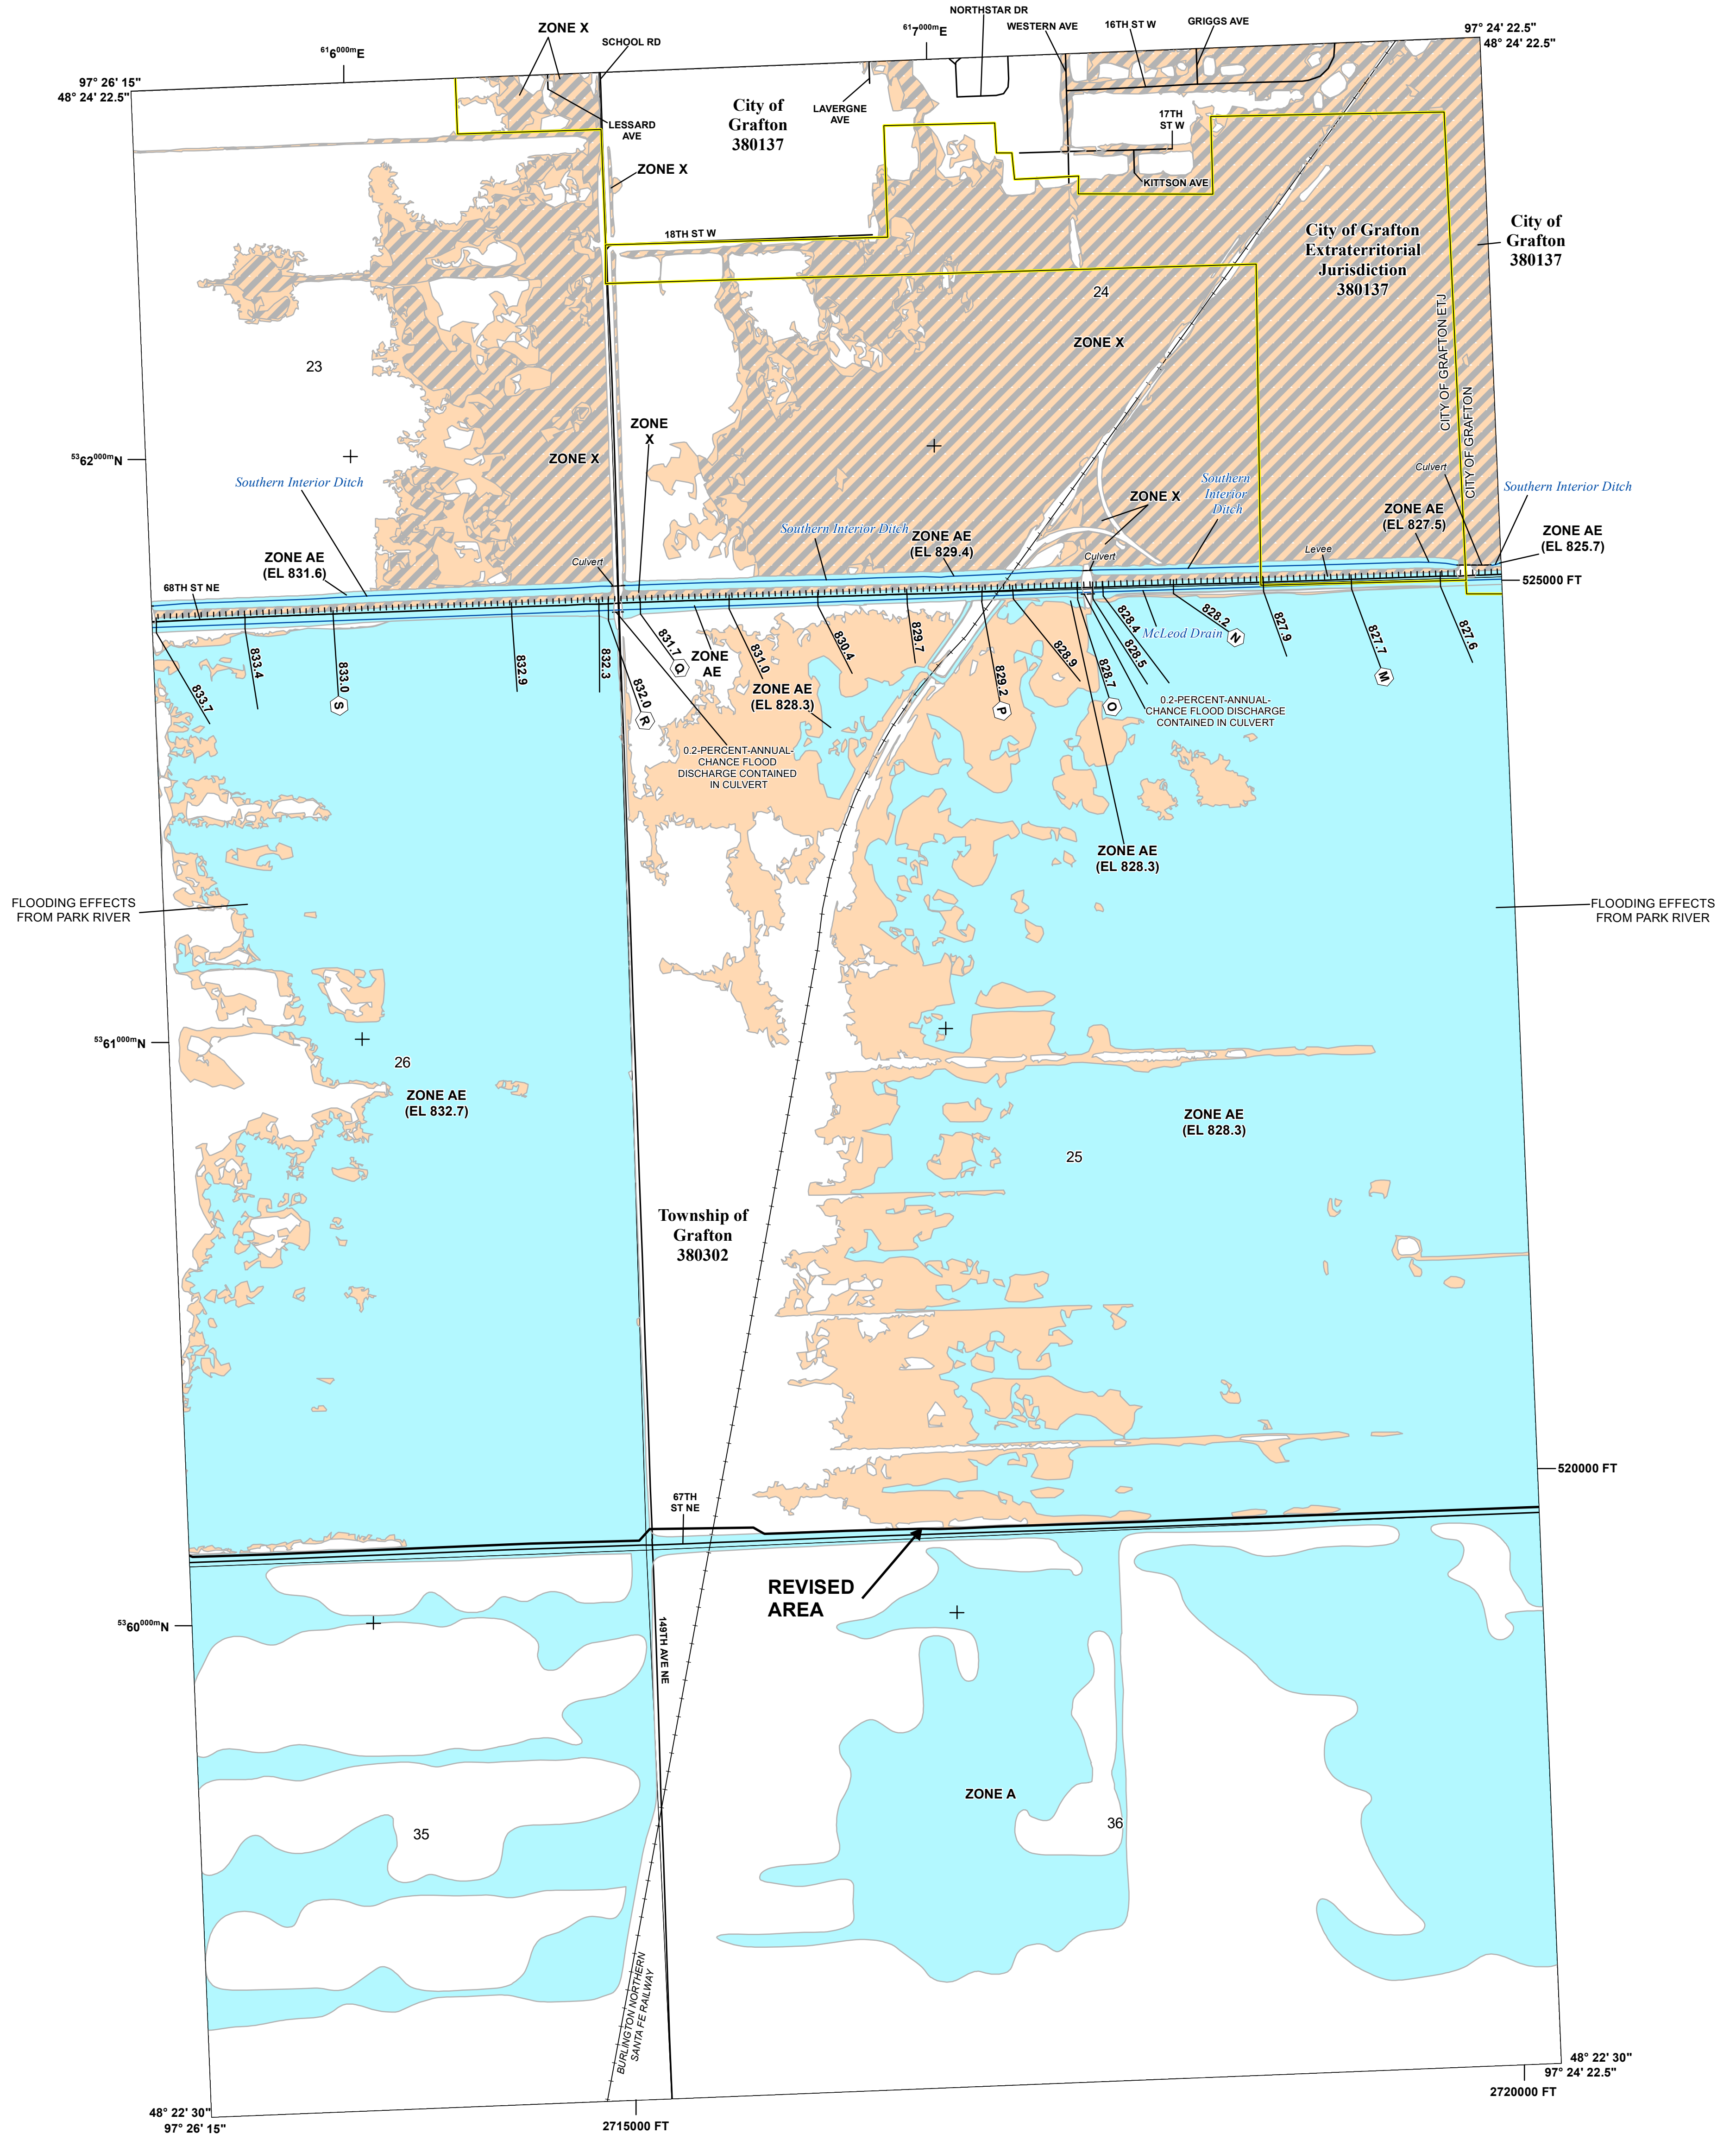 NORTHSTAR DR
WESTERN AVE
16TH ST W
GRIGGS AVE
97° 24' 22.5"
48° 24' 22.5"
616000mE
ZONE X
SCHOOL RD
617000mE
97° 26' 15"
48° 24' 22.5"
City of
Grafton
380137
LAVERGNE
AVE
LESSARD
AVE
17TH
ST W
ZONE X
KITTSON AVE
18TH ST W
City of Grafton
Extraterritorial
Jurisdiction
380137
City of
Grafton
380137
24
23
ZONE X
CITY OF GRAFTON ETJ
CITY OF GRAFTON
ZONE
X
ZONE X
5362000mN
Southern Interior Ditch
Southern
Interior
Ditch
Culvert
Southern Interior Ditch
ZONE X
ZONE AE
(EL 827.5)
Southern Interior Ditch
ZONE AE
(EL 829.4)
ZONE AE
(EL 825.7)
ZONE AE
(EL 831.6)
Culvert
Culvert
Levee
68TH ST NE
525000 FT
833.7
833.4
833.0
S
832.9
832.3
832.0
R
831.7
Q
ZONE
AE
831.0
830.4
829.7
829.2
P
828.9
828.7
O
828.5
828.4
McLeod Drain
828.2
N
827.9
827.7
M
827.6
ZONE AE
(EL 828.3)
0.2-PERCENT-ANNUAL-
CHANCE FLOOD DISCHARGE
CONTAINED IN CULVERT
0.2-PERCENT-ANNUAL-
CHANCE FLOOD
DISCHARGE CONTAINED
IN CULVERT
ZONE AE
(EL 828.3)
FLOODING EFFECTS
FROM PARK RIVER
FLOODING EFFECTS
FROM PARK RIVER
5361000mN
26
ZONE AE
(EL 832.7)
ZONE AE
(EL 828.3)
25
Township of
Grafton
380302
520000 FT
67TH
ST NE
REVISED
AREA
5360000mN
149TH AVE NE
ZONE A
36
35
BURLINGTON NORTHERN
SANTA FE RAILWAY
48° 22' 30"
97° 24' 22.5"
2720000 FT
48° 22' 30"
97° 26' 15"
2715000 FT